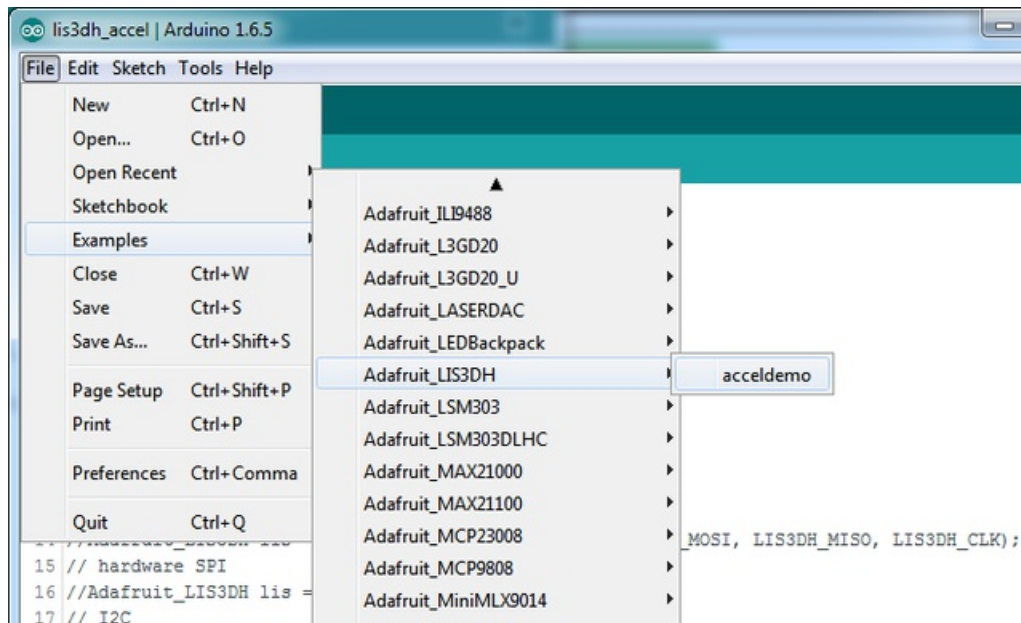 lis3dh_accel | Arduino 1.6.5
File Edit Sketch Tools Help
New Ctrl+N
Open... Ctrl+O
Open Recent
Sketchbook
Examples
Close Ctrl+W
Save Ctrl+S
Save As... Ctrl+Shift+S
Page Setup Ctrl+Shift+P
Print Ctrl+P
Preferences Ctrl+Comma
Quit Ctrl+Q
Adafruit_ILI9488
Adafruit_L3GD20
Adafruit_L3GD20_U
Adafruit_LASERDAC
Adafruit_LEDBackpack
Adafruit_LIS3DH
Adafruit_LSM303
Adafruit_LSM303DLHC
Adafruit_MAX21000
Adafruit_MAX21100
Adafruit_MCP23008
Adafruit_MCP9808
Adafruit_MiniMLX9014
acceldemo
_MOSI, LIS3DH_MISO, LIS3DH_CLK);
15 // hardware SPI
16 //Adafruit_LIS3DH lis =
17 // I2C